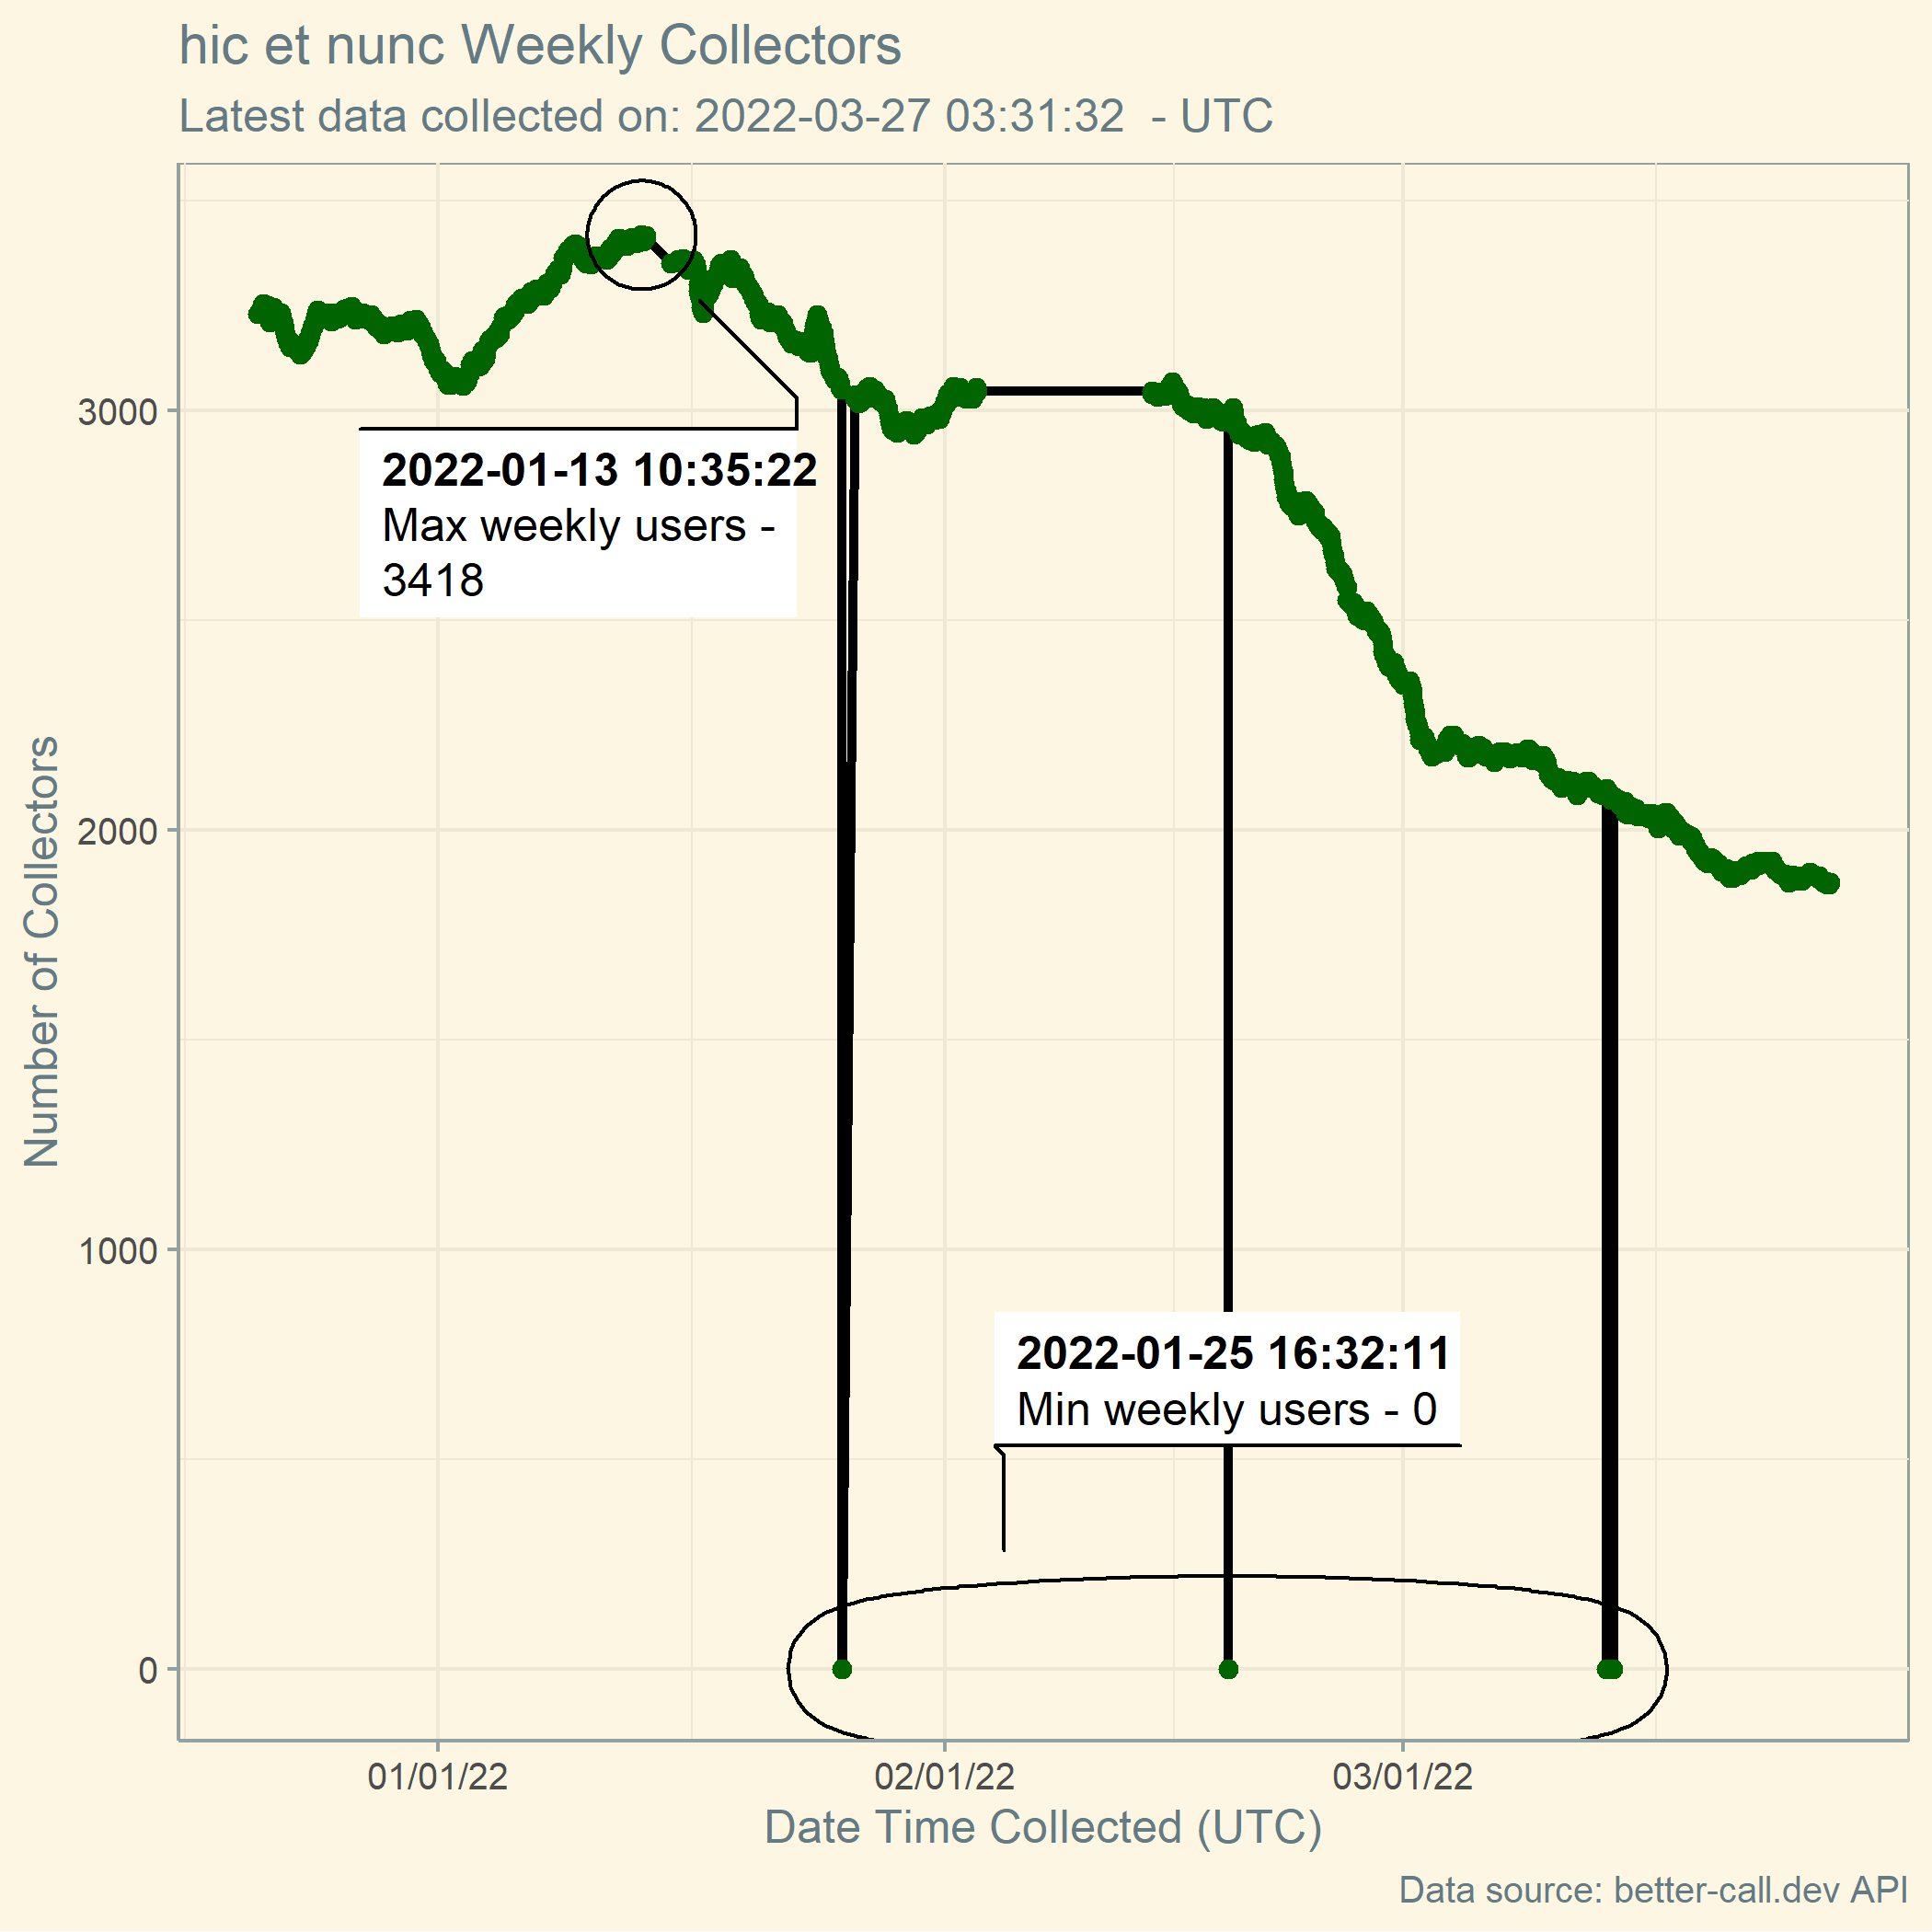 hic et nunc Weekly Collectors
Latest data collected on: 2022-03-27 03:31:32  - UTC
Number of Collectors
3000
2000
1000
0
2022-01-13 10:35:22
Max weekly users -
3418
2022-01-25 16:32:11
Min weekly users - 0
01/01/22
02/01/22
03/01/22
Date Time Collected (UTC)
Data source: better-call.dev API